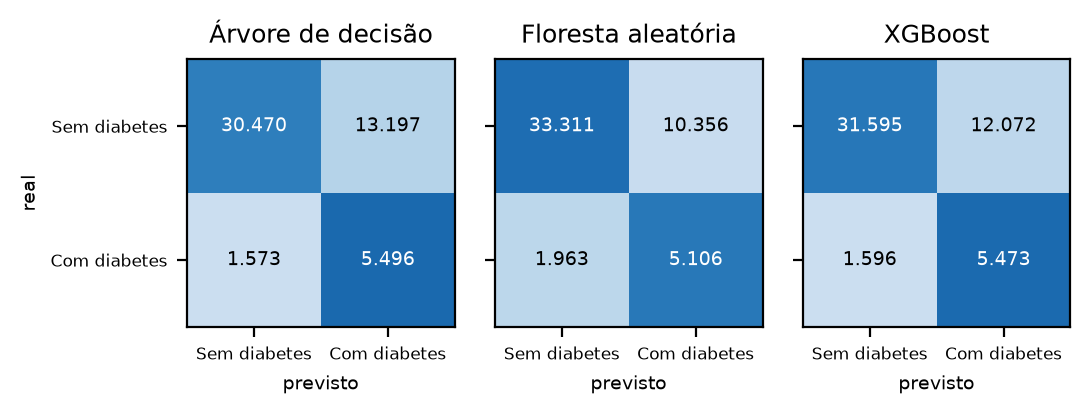 Árvore de decisão
Floresta aleatória
XGBoost
real
Sem diabetes
30.470
13.197
33.311
10.356
31.595
12.072
Com diabetes
1.573
5.496
1.963
5.106
1.596
5.473
Sem diabetes
Com diabetes
Sem diabetes
Com diabetes
Sem diabetes
Com diabetes
previsto
previsto
previsto